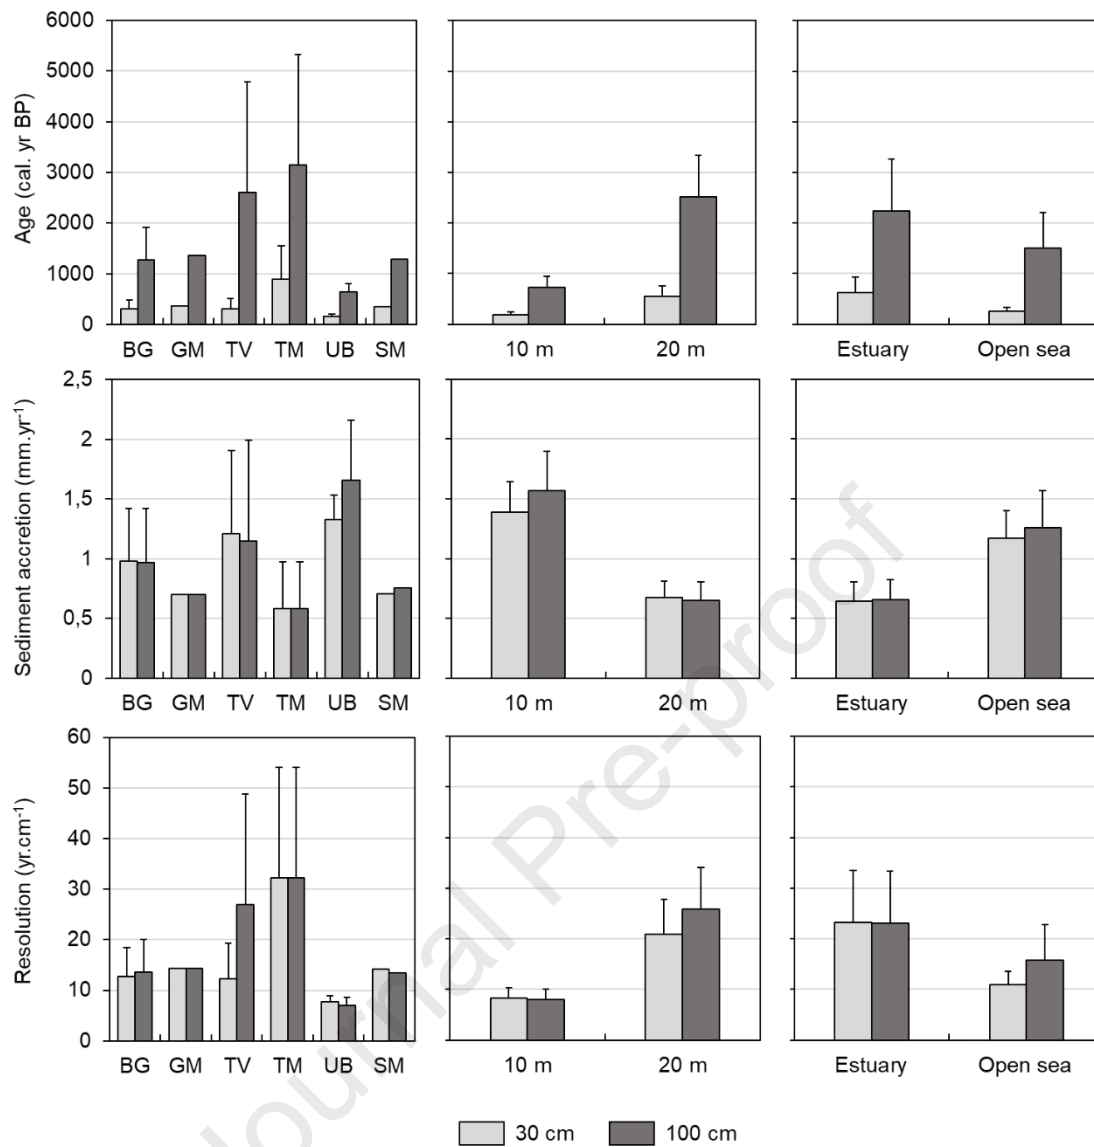 6000
5000
4000
3000
2000
1000
0
Age (cal. yr BP)
BG GM TV TM UB SM
10 m 20 m
Estuary Open sea
2,5
2
1,5
1
0,5
0
Sediment accretion (mm.yr⁻¹)
BG GM TV TM UB SM
10 m 20 m
Estuary Open sea
60
50
40
30
20
10
0
Resolution (yr.cm⁻¹)
BG GM TV TM UB SM
10 m 20 m
Estuary Open sea
30 cm 100 cm
Journal Pre-proof